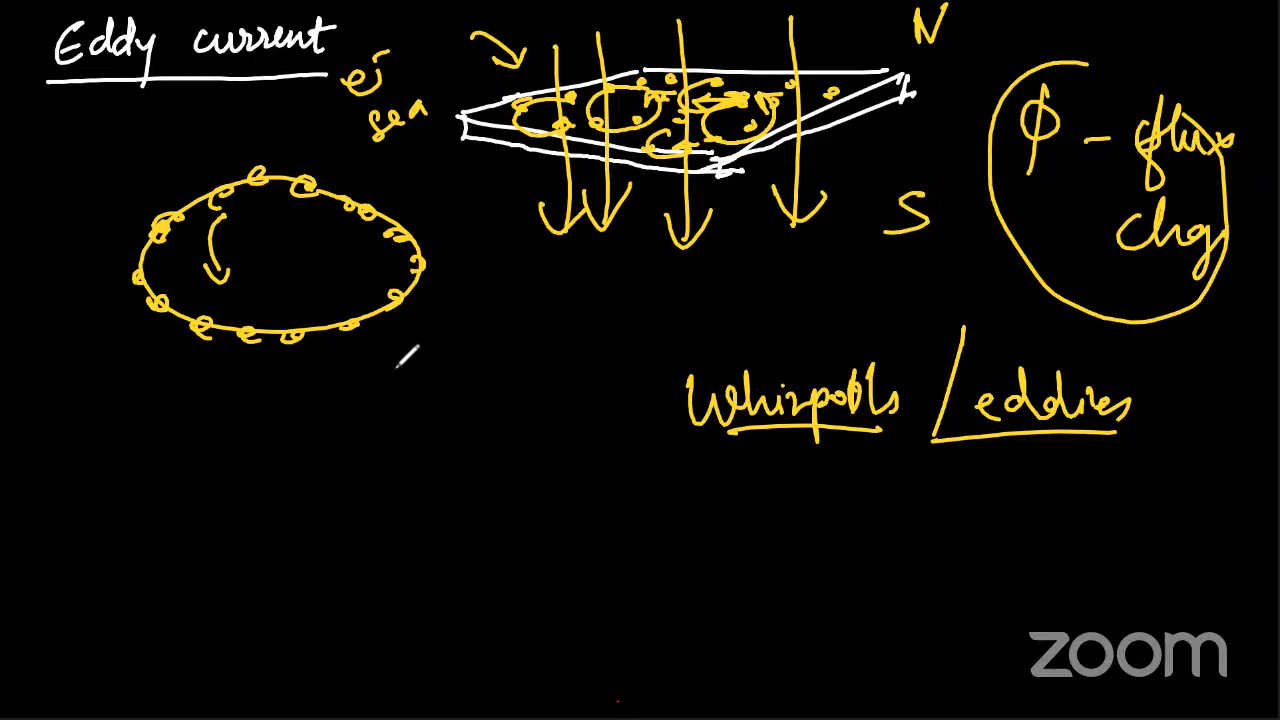 Eddy current
N
e⁻s
sea
ϕ - flux
chg
S
Whirpools / eddies
zoom